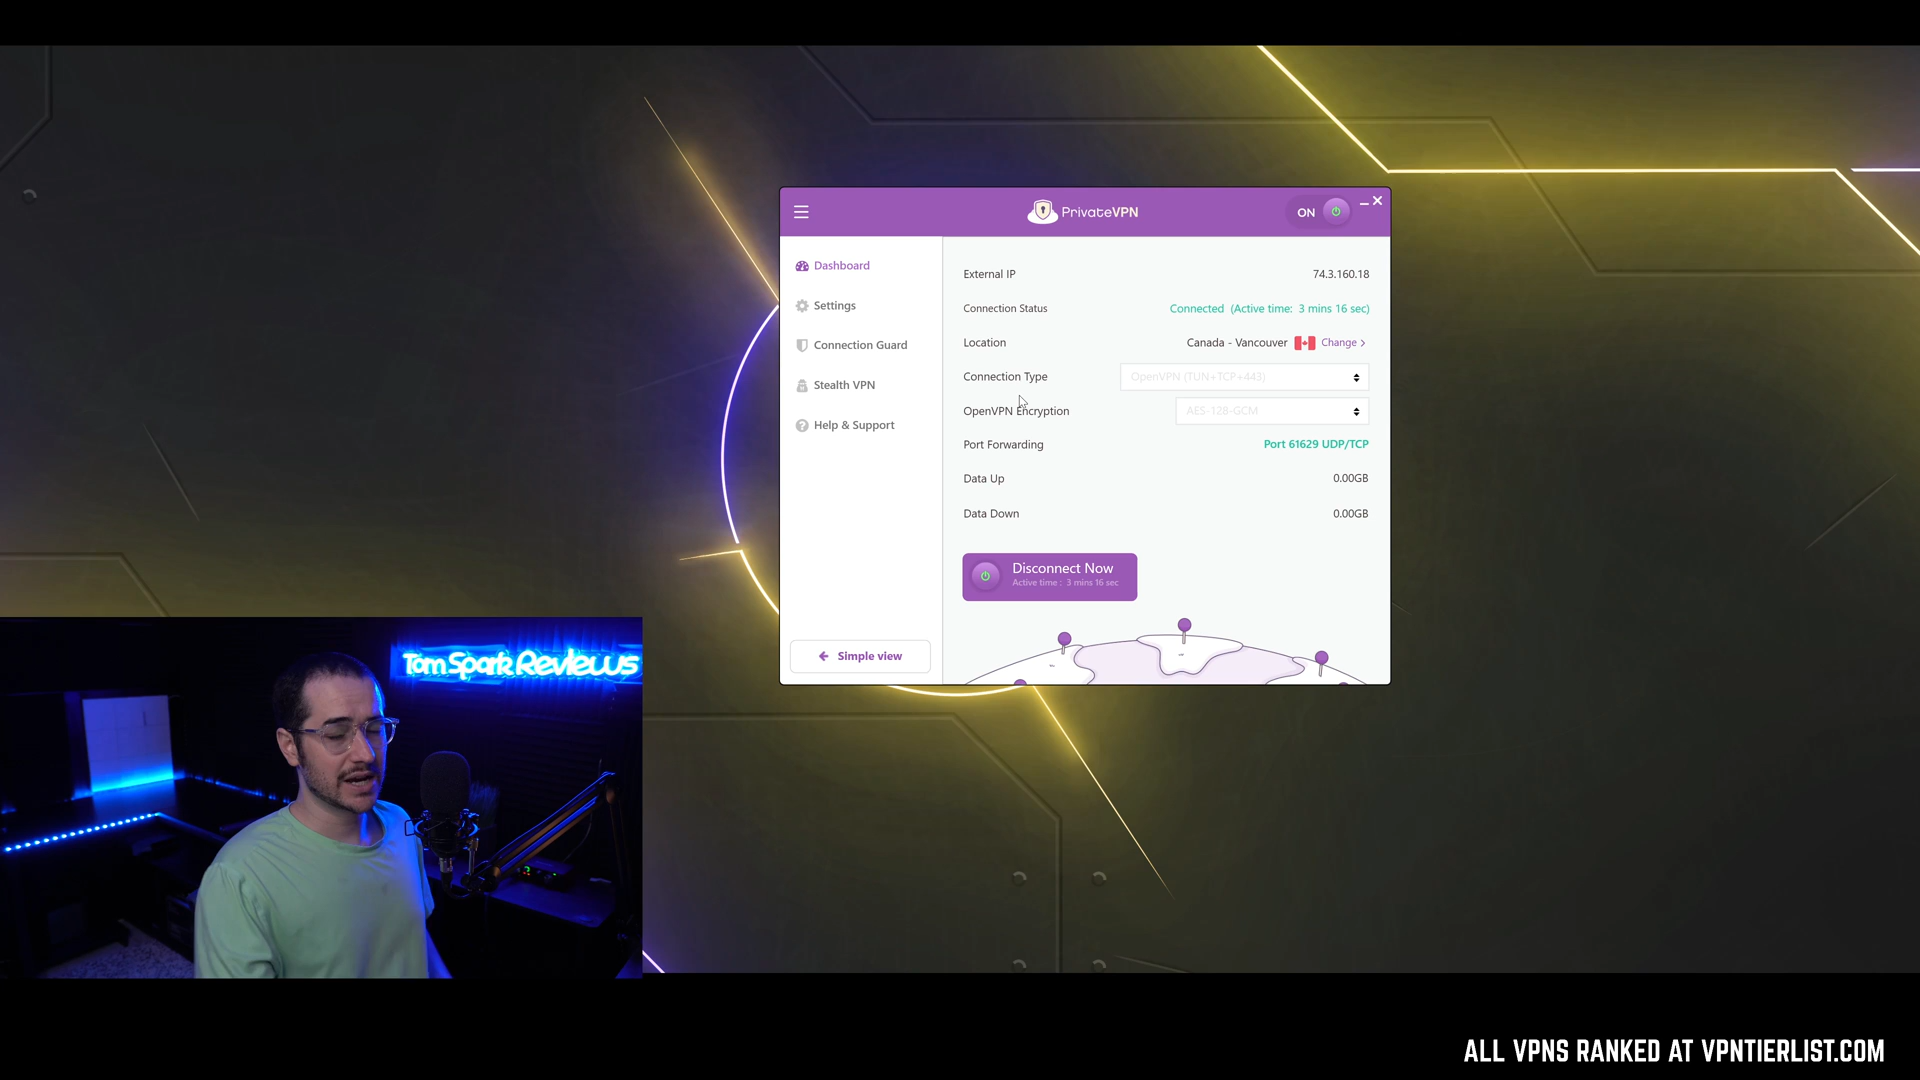 PrivateVPN
ON
Dashboard
Settings
Connection Guard
Stealth VPN
Help & Support
Simple view
External IP 74.3.160.18
Connection Status Connected (Active time: 3 mins 16 sec)
Location Canada - Vancouver Change >
Connection Type OpenVPN (TUN+TCP+443)
OpenVPN Encryption AES-128-GCM
Port Forwarding Port 61629 UDP/TCP
Data Up 0.00GB
Data Down 0.00GB
Disconnect Now
Active time : 3 mins 16 sec
Tom Spark Reviews
ALL VPNS RANKED AT VPNTIERLIST.COM